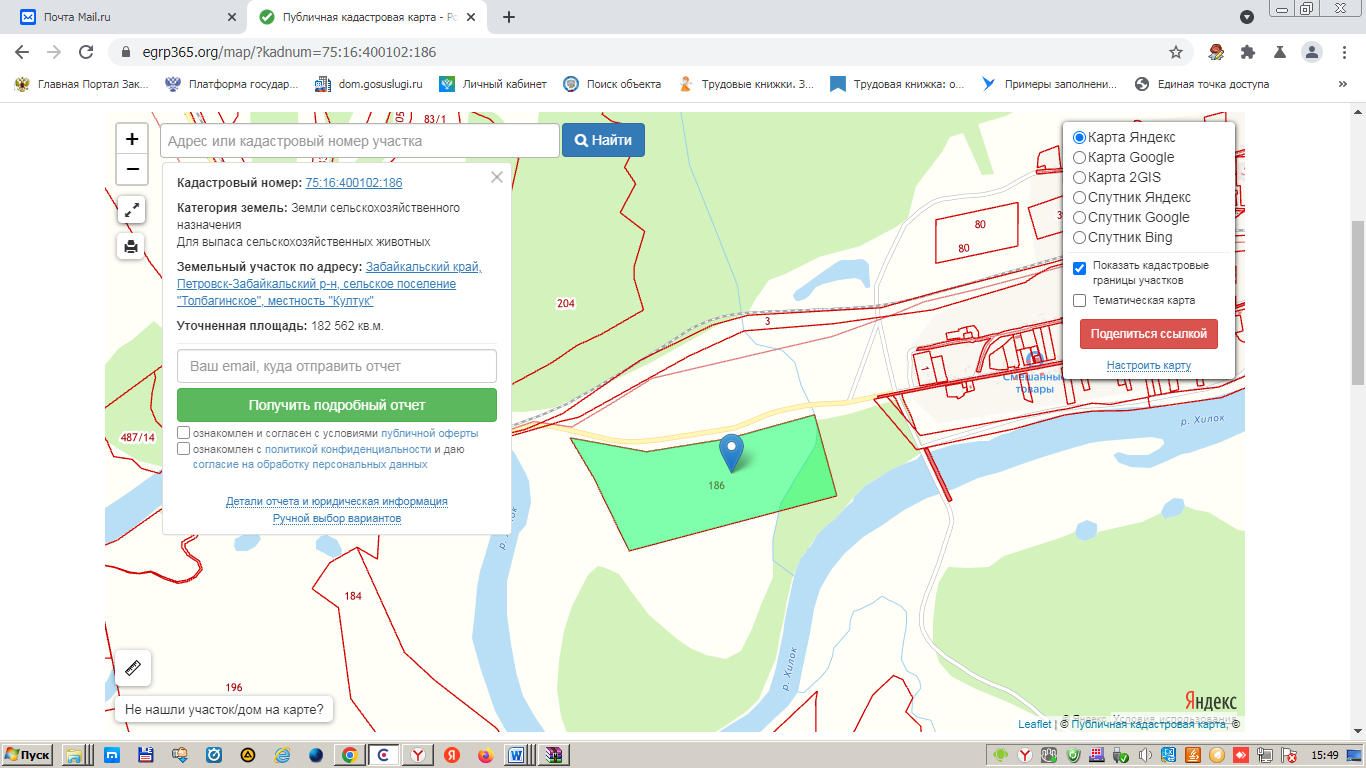 Почта Mail.ru
Публичная кадастровая карта - Ро
egrp365.org/map/?kadnum=75:16:400102:186
Главная Портал Зак...
Платформа государ...
dom.gosuslugi.ru
Личный кабинет
Поиск объекта
Трудовые книжки. З...
Трудовая книжка: о...
Примеры заполнени...
Единая точка доступа
»
83/1
+
−
Адрес или кадастровый номер участка
Найти
Кадастровый номер: 75:16:400102:186
Категория земель: Земли сельскохозяйственного
назначения
Для выпаса сельскохозяйственных животных
Земельный участок по адресу: Забайкальский край,
Петровск-Забайкальский р-н, сельское поселение
"Толбагинское", местность "Култук"
Уточненная площадь: 182 562 кв.м.
Ваш email, куда отправить отчет
Получить подробный отчет
ознакомлен и согласен с условиями публичной оферты
ознакомлен с политикой конфиденциальности и даю
согласие на обработку персональных данных
Детали отчета и юридическая информация
Ручной выбор вариантов
Карта Яндекс
Карта Google
Карта 2GIS
Спутник Яндекс
Спутник Google
Спутник Bing
Показать кадастровые
границы участков
Тематическая карта
Поделиться ссылкой
Настроить карту
80
80
204
3
1
Смешанные
товары
р. Хилок
487/14
186
184
р. Хилок
196
Не нашли участок/дом на карте?
Яндекс
© Яндекс Условия использования
Leaflet | © Публичная кадастровая карта, ©
Пуск
15:49